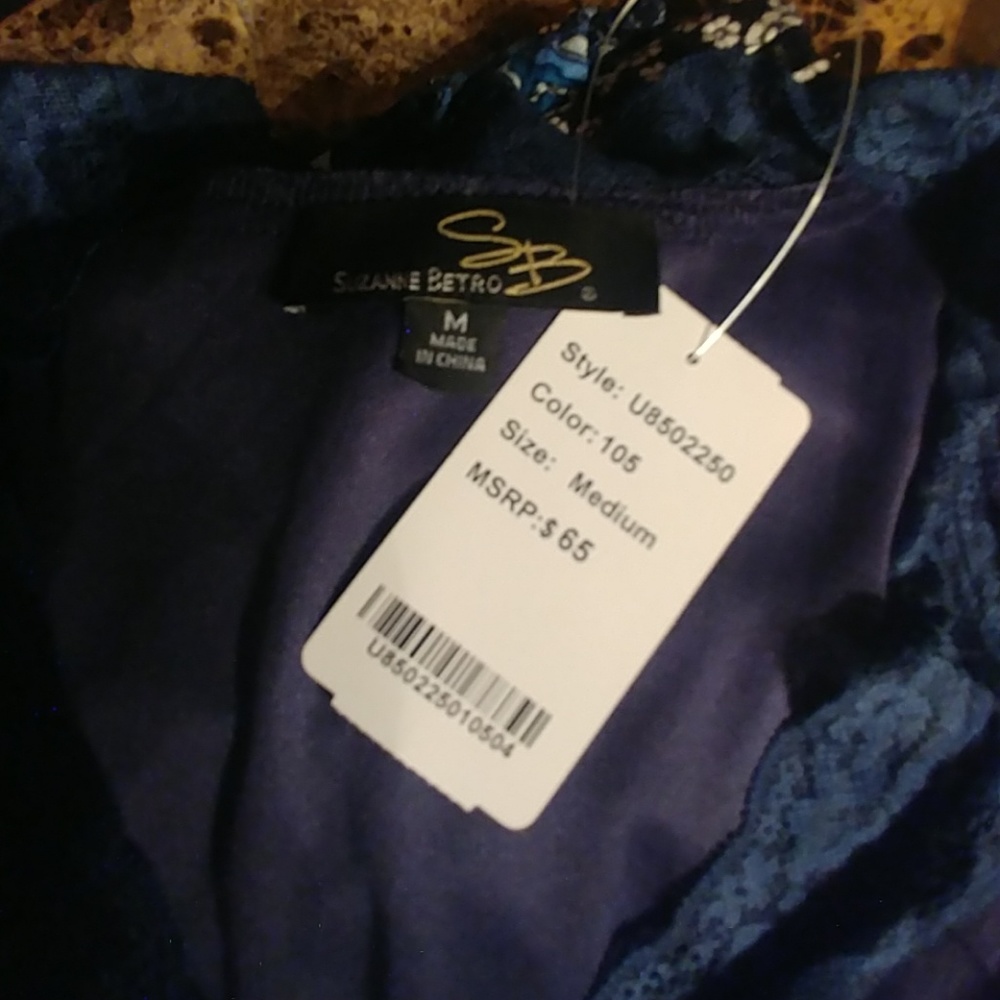 SB
SUZANNE BETRO
M
MADE
IN CHINA
Style: U8502250
Color: 105
Size: Medium
MSRP:$65
U850225010504